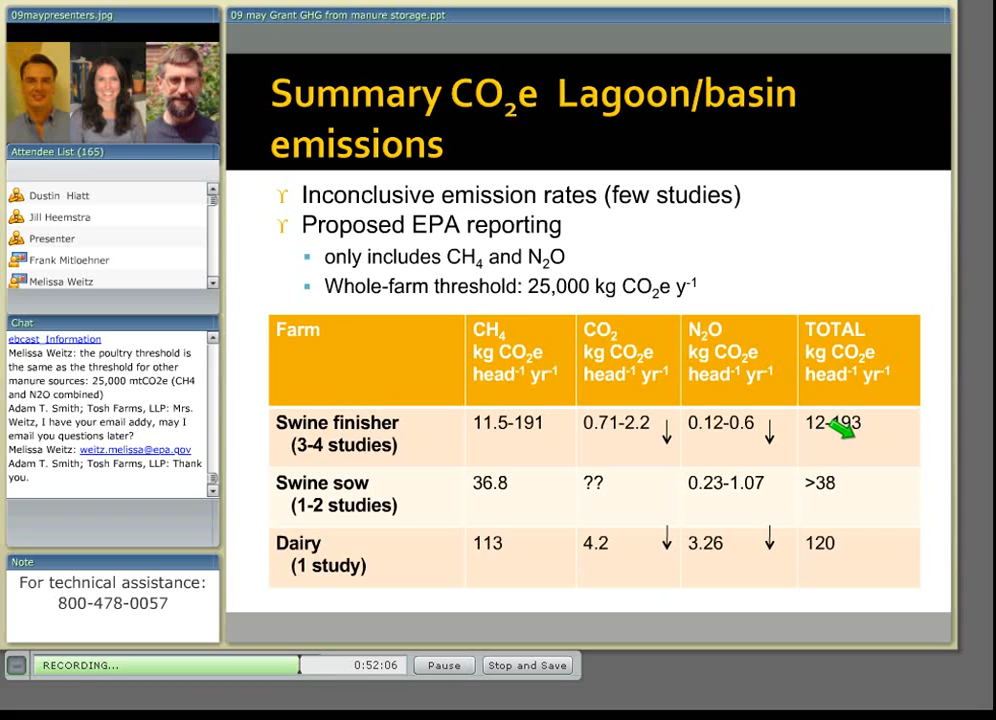 09maypresenters.jpg
Attendee List (165)
Dustin Hiatt
Jill Heemstra
Presenter
Frank Mitloehner
Melissa Weitz
Chat
ebcast_Information
Melissa Weitz: the poultry threshold is
the same as the threshold for other
manure sources: 25,000 mtCO2e (CH4
and N2O combined)
Adam T. Smith; Tosh Farms, LLP: Mrs.
Weitz, I have your email addy, may I
email you questions later?
Melissa Weitz: weitz.melissa@epa.gov
Adam T. Smith; Tosh Farms, LLP: Thank
you.
Note
For technical assistance:
800-478-0057
09 may Grant GHG from manure storage.ppt
Summary CO₂e Lagoon/basin
emissions
Inconclusive emission rates (few studies)
Proposed EPA reporting
only includes CH₄ and N₂O
Whole-farm threshold: 25,000 kg CO₂e y⁻¹
Farm CH₄ kg CO₂e head⁻¹ yr⁻¹ CO₂ kg CO₂e head⁻¹ yr⁻¹ N₂O kg CO₂e head⁻¹ yr⁻¹ TOTAL kg CO₂e head⁻¹ yr⁻¹
Swine finisher (3-4 studies) 11.5-191 0.71-2.2 ↓ 0.12-0.6 ↓ 12-193
Swine sow (1-2 studies) 36.8 ?? 0.23-1.07 >38
Dairy (1 study) 113 4.2 ↓ 3.26 ↓ 120
RECORDING... 0:52:06 Pause Stop and Save